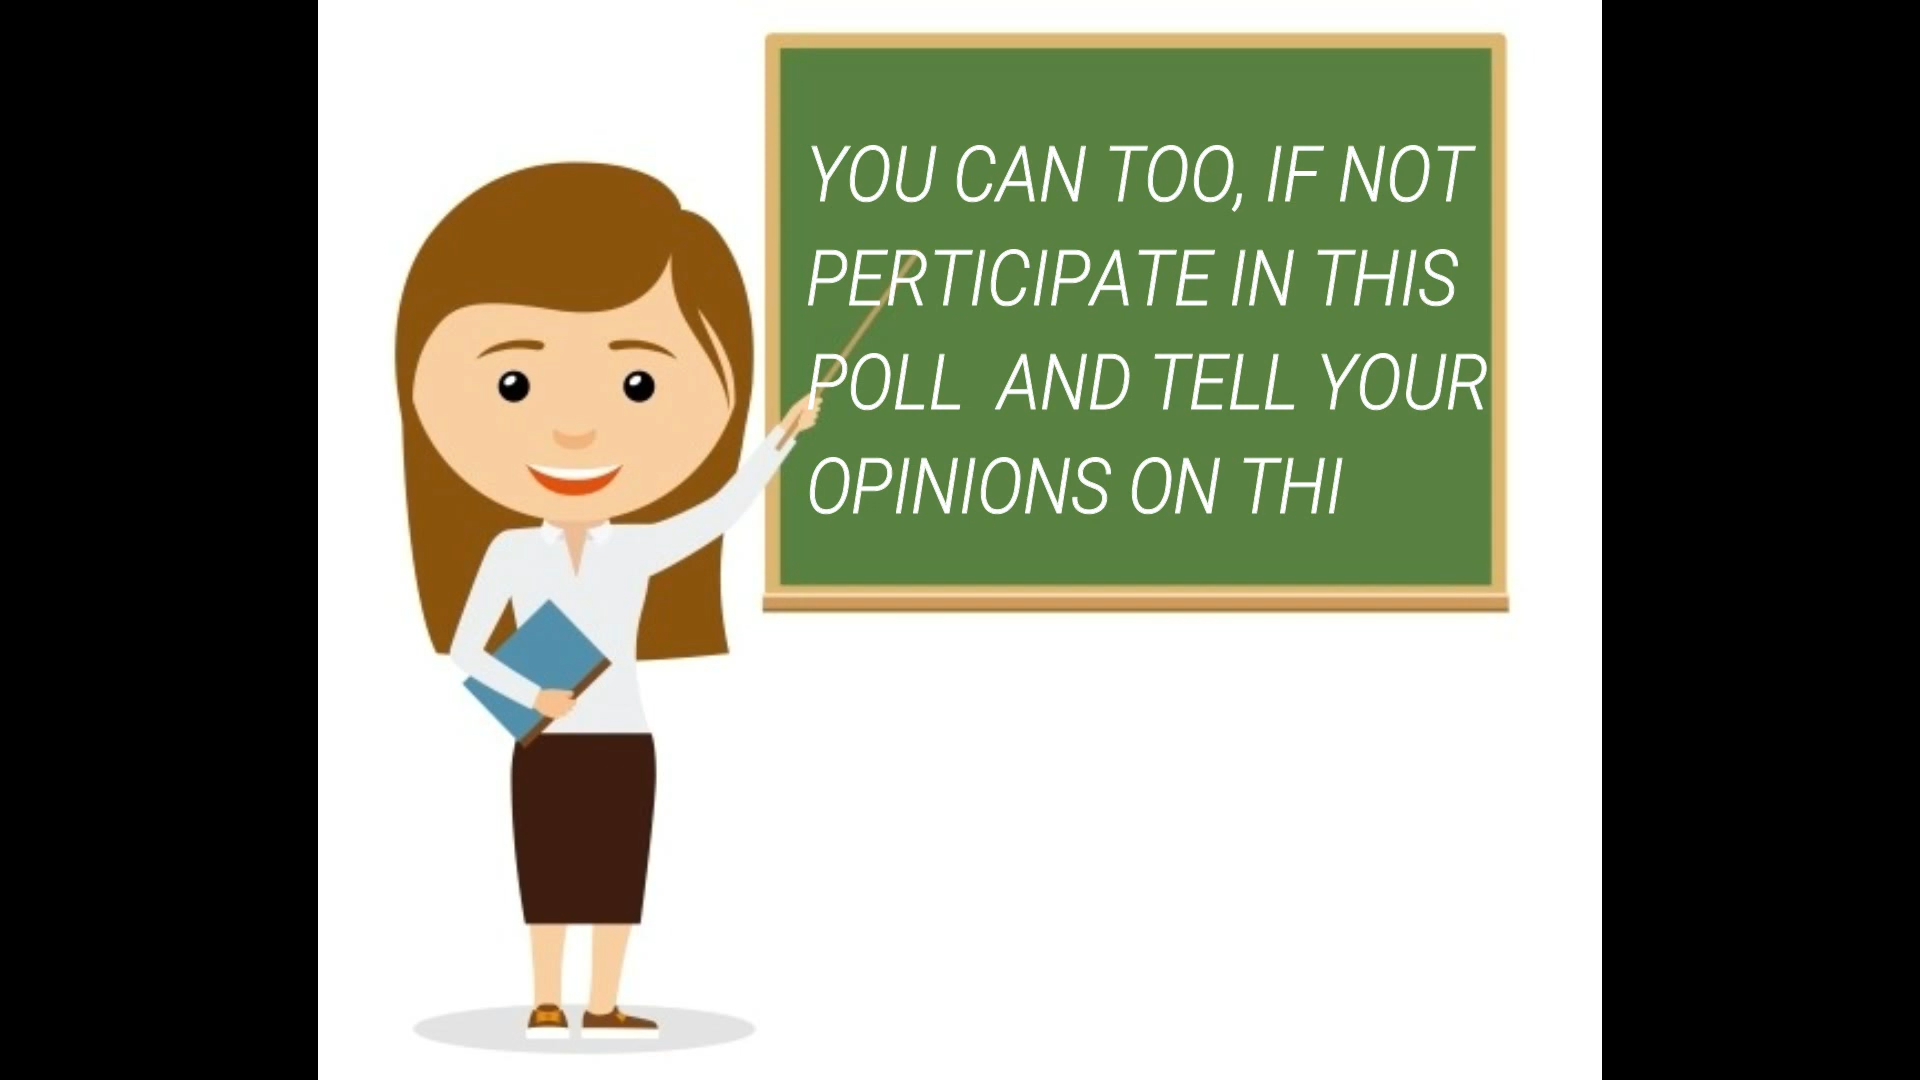 YOU CAN TOO, IF NOT
PERTICIPATE IN THIS
POLL  AND TELL YOUR
OPINIONS ON THI